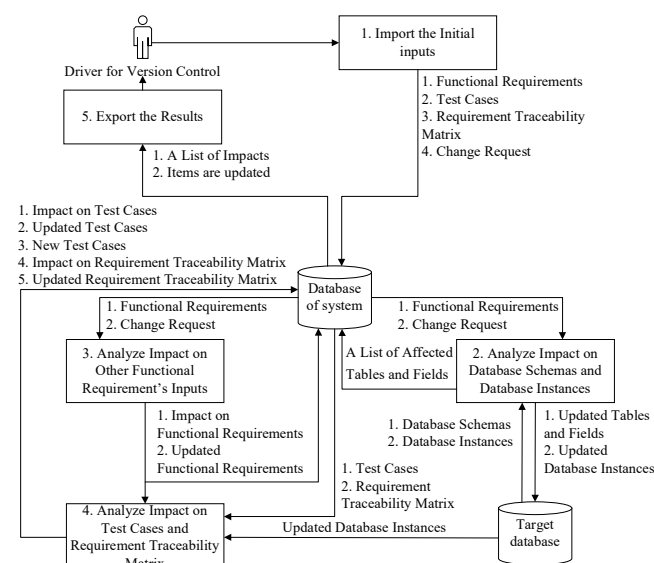 1. Import the Initial
inputs
Driver for Version Control
5. Export the Results
1. Functional Requirements
2. Test Cases
3. Requirement Traceability
Matrix
4. Change Request
1. A List of Impacts
2. Items are updated
1. Impact on Test Cases
2. Updated Test Cases
3. New Test Cases
4. Impact on Requirement Traceability Matrix
5. Updated Requirement Traceability Matrix
Database
of system
1. Functional Requirements
2. Change Request
1. Functional Requirements
2. Change Request
3. Analyze Impact on
Other Functional
Requirement’s Inputs
A List of Affected
Tables and Fields
2. Analyze Impact on
Database Schemas and
Database Instances
1. Impact on
Functional Requirements
2. Updated
Functional Requirements
1. Database Schemas
2. Database Instances
1. Updated Tables
and Fields
2. Updated
Database Instances
1. Test Cases
2. Requirement
Traceability Matrix
4. Analyze Impact on
Test Cases and
Requirement Traceability
Matrix
Updated Database Instances
Target
database